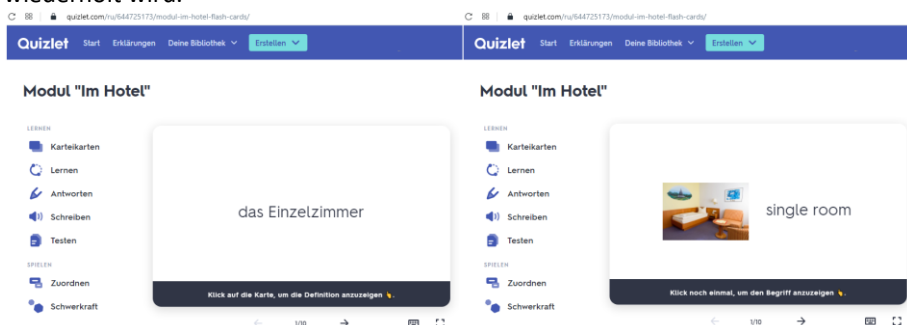 wiederholt wird.
quizlet.com/ru/644725173/modul-im-hotel-flash-cards/
Quizlet Start Erklärungen Deine Bibliothek Erstellen
Modul "Im Hotel"
LERNEN
Karteikarten
Lernen
Antworten
Schreiben
Testen
SPIELEN
Zuordnen
Schwerkraft
das Einzelzimmer
Klick auf die Karte, um die Definition anzuzeigen 👆.
1/10
quizlet.com/ru/644725173/modul-im-hotel-flash-cards/
Quizlet Start Erklärungen Deine Bibliothek Erstellen
Modul "Im Hotel"
LERNEN
Karteikarten
Lernen
Antworten
Schreiben
Testen
SPIELEN
Zuordnen
Schwerkraft
single room
Klick noch einmal, um den Begriff anzuzeigen 👆.
1/10